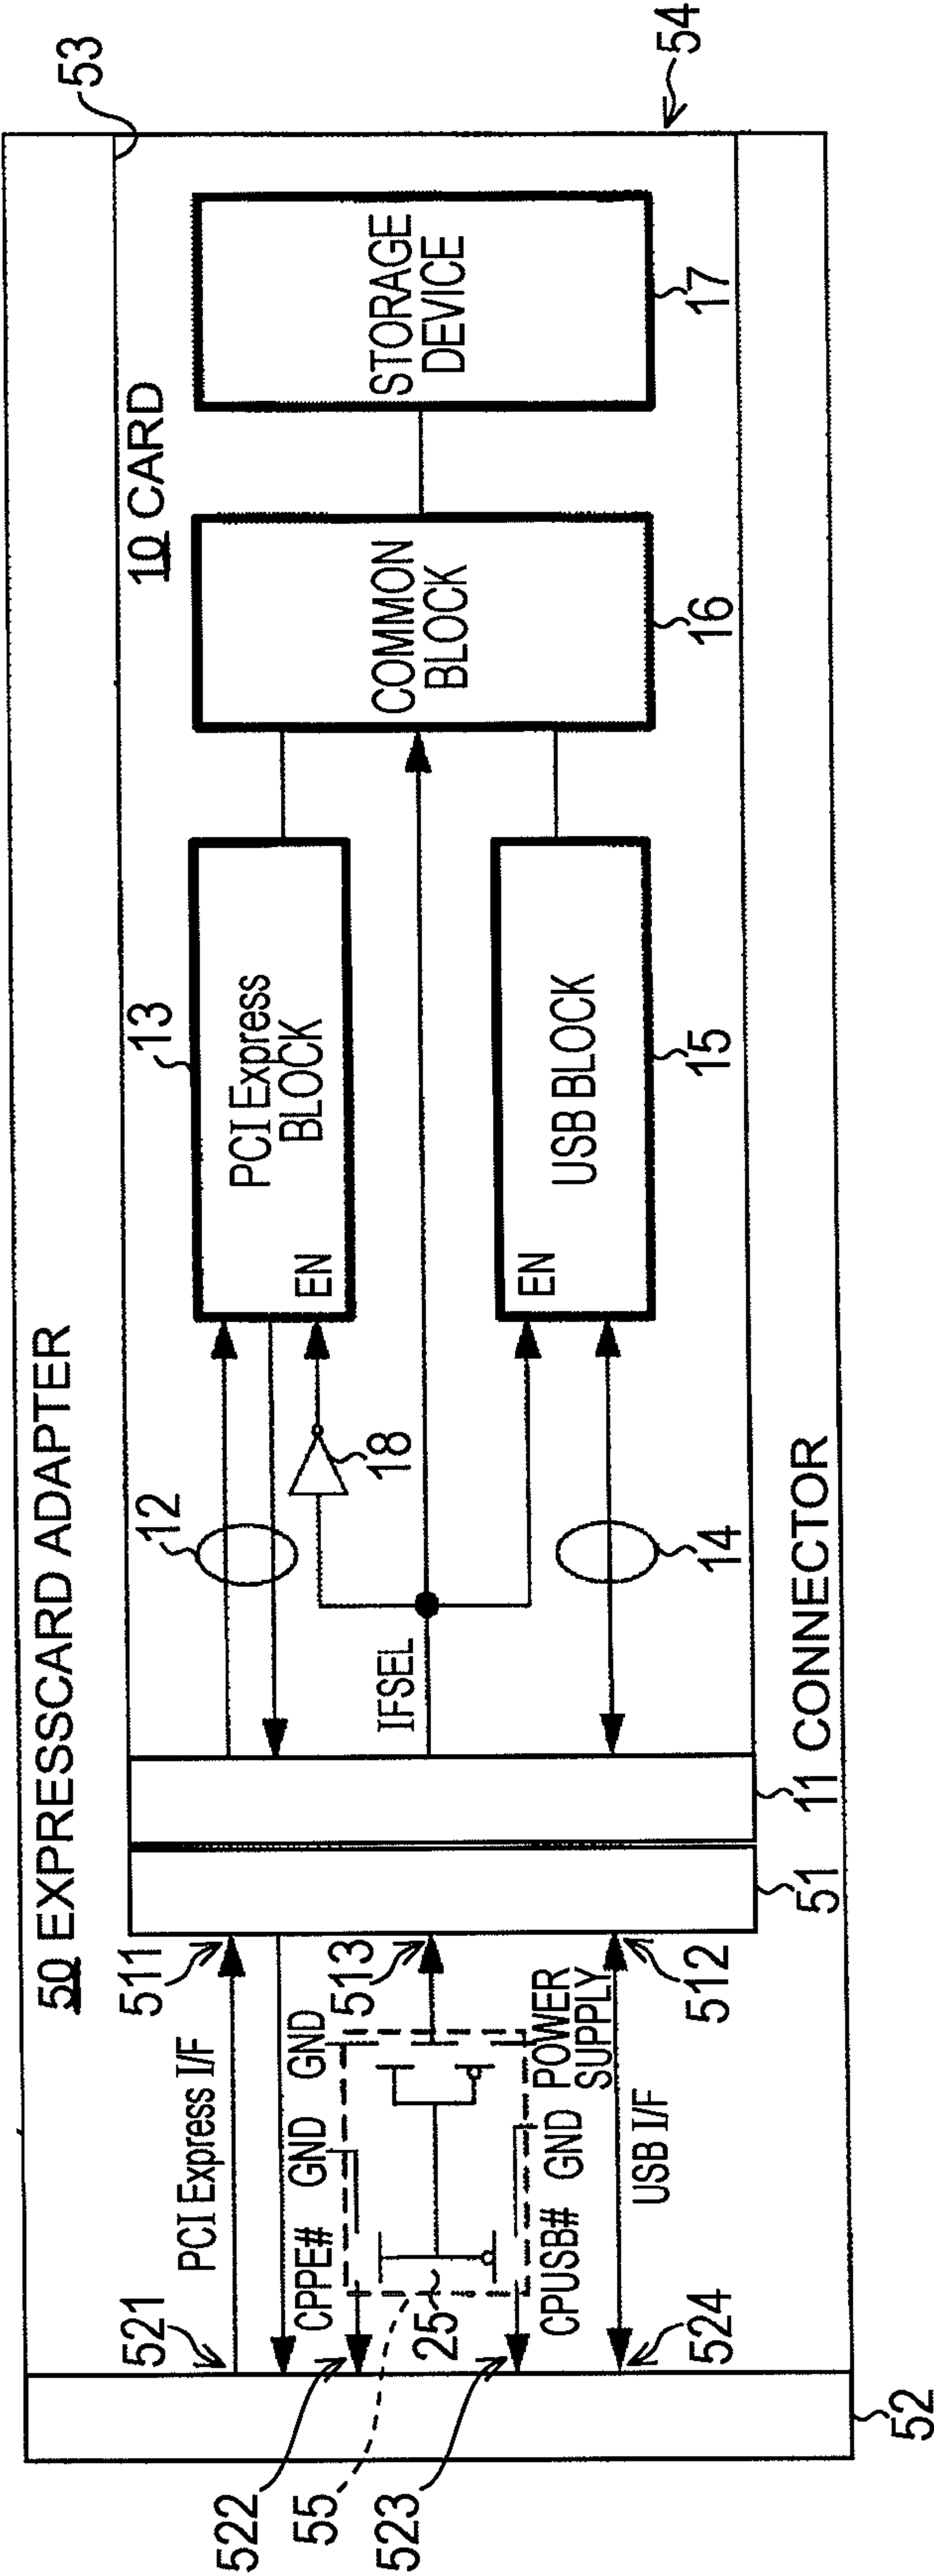 50 EXPRESSCARD ADAPTER
53
54
10 CARD
521
PCI Express I/F
511
12
13
PCI Express
BLOCK
EN
COMMON
BLOCK
16
STORAGE
DEVICE
17
522
CPPE#
GND
GND
513
IFSEL
18
55
25
523
CPUSB#
GND
POWER
SUPPLY
EN
USB BLOCK
15
524
USB I/F
512
14
52
51
11 CONNECTOR